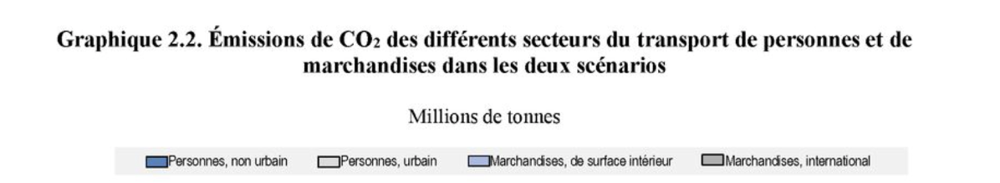 Graphique 2.2. Émissions de CO₂ des différents secteurs du transport de personnes et de
marchandises dans les deux scénarios
Millions de tonnes
Personnes, non urbain Personnes, urbain Marchandises, de surface intérieur Marchandises, international